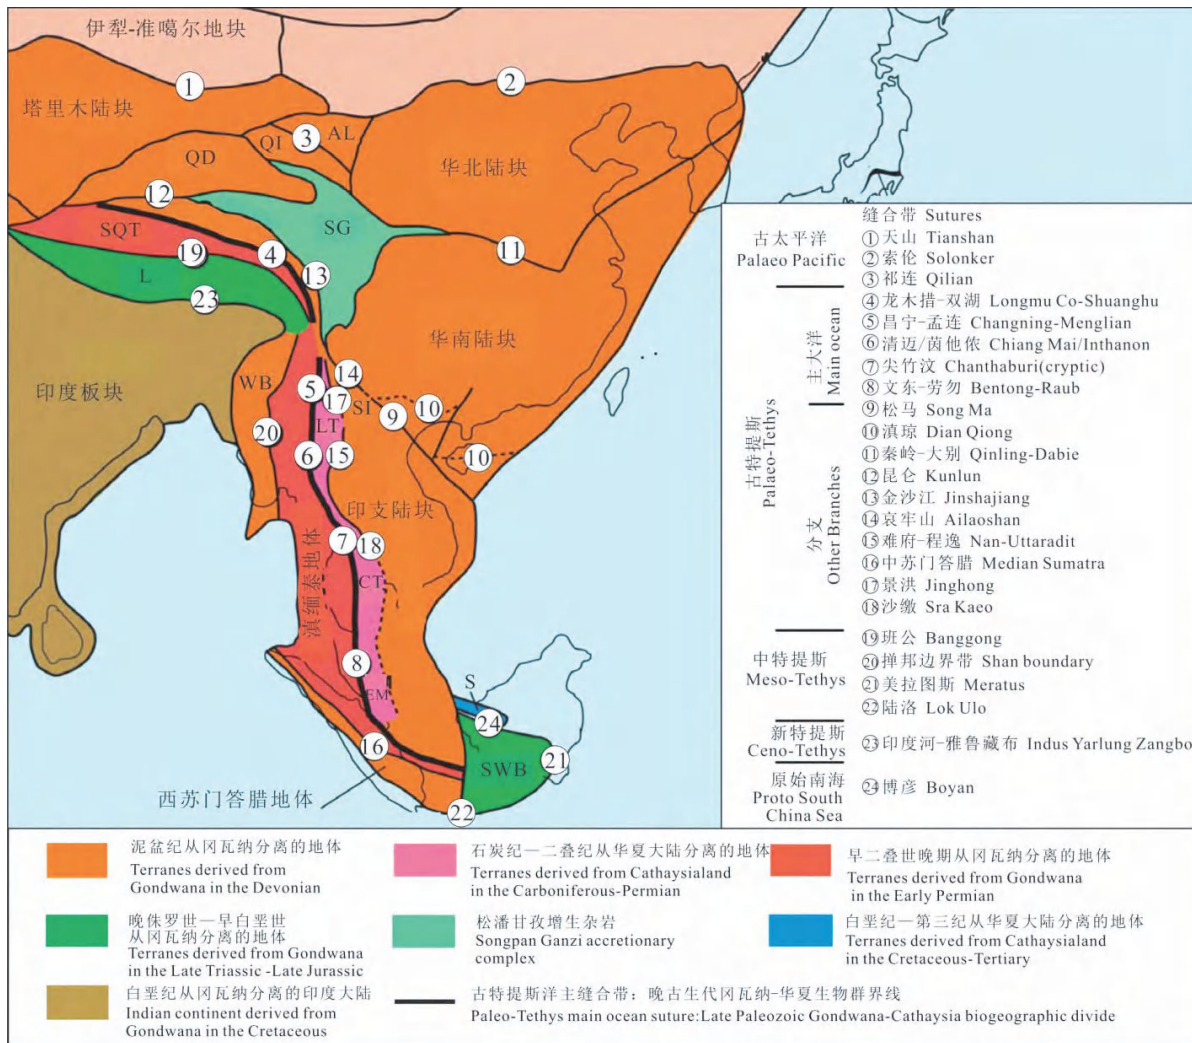 伊犁-准噶尔地块
①
②
塔里木陆块
QI
③
AL
QD
华北陆块
⑫
SQT
SG
④
⑪
⑲
⑬
L
㉓
华南陆块
印度板块
WB
⑭
⑤
⑰
SI
⑨
⑩
LT
⑳
⑥
⑮
⑩
印支陆块
⑦
⑱
滇缅泰地体
CT
⑧
EM
S
㉔
⑯
SWB
㉑
西苏门答腊地体
㉒
缝合带 Sutures
古太平洋
Palaeo Pacific
①天山 Tianshan
②索伦 Solonker
③祁连 Qilian
古特提斯
Palaeo-Tethys
主大洋
Main ocean
④龙木措-双湖 Longmu Co-Shuanghu
⑤昌宁-孟连 Changning-Menglian
⑥清迈/茵他侬 Chiang Mai/Inthanon
⑦尖竹汶 Chanthaburi(cryptic)
⑧文东-劳勿 Bentong-Raub
分支
Other Branches
⑨松马 Song Ma
⑩滇琼 Dian Qiong
⑪秦岭-大别 Qinling-Dabie
⑫昆仑 Kunlun
⑬金沙江 Jinshajiang
⑭哀牢山 Ailaoshan
⑮难府-程逸 Nan-Uttaradit
⑯中苏门答腊 Median Sumatra
⑰景洪 Jinghong
⑱沙缴 Sra Kaeo
中特提斯
Meso-Tethys
⑲班公 Banggong
⑳掸邦边界带 Shan boundary
㉑美拉图斯 Meratus
㉒陆洛 Lok Ulo
新特提斯
Ceno-Tethys
㉓印度河-雅鲁藏布 Indus Yarlung Zangbo
原始南海
Proto South
China Sea
㉔博彦 Boyan
泥盆纪从冈瓦纳分离的地体
Terranes derived from
Gondwana in the Devonian
石炭纪—二叠纪从华夏大陆分离的地体
Terranes derived from Cathaysialand
in the Carboniferous-Permian
早二叠世晚期从冈瓦纳分离的地体
Terranes derived from Gondwana
in the Early Permian
晚侏罗世—早白垩世
从冈瓦纳分离的地体
Terranes derived from Gondwana
in the Late Triassic -Late Jurassic
松潘甘孜增生杂岩
Songpan Ganzi accretionary
complex
白垩纪—第三纪从华夏大陆分离的地体
Terranes derived from Cathaysialand
in the Cretaceous-Tertiary
白垩纪从冈瓦纳分离的印度大陆
Indian continent derived from
Gondwana in the Cretaceous
古特提斯洋主缝合带：晚古生代冈瓦纳-华夏生物群界线
Paleo-Tethys main ocean suture:Late Paleozoic Gondwana-Cathaysia biogeographic divide